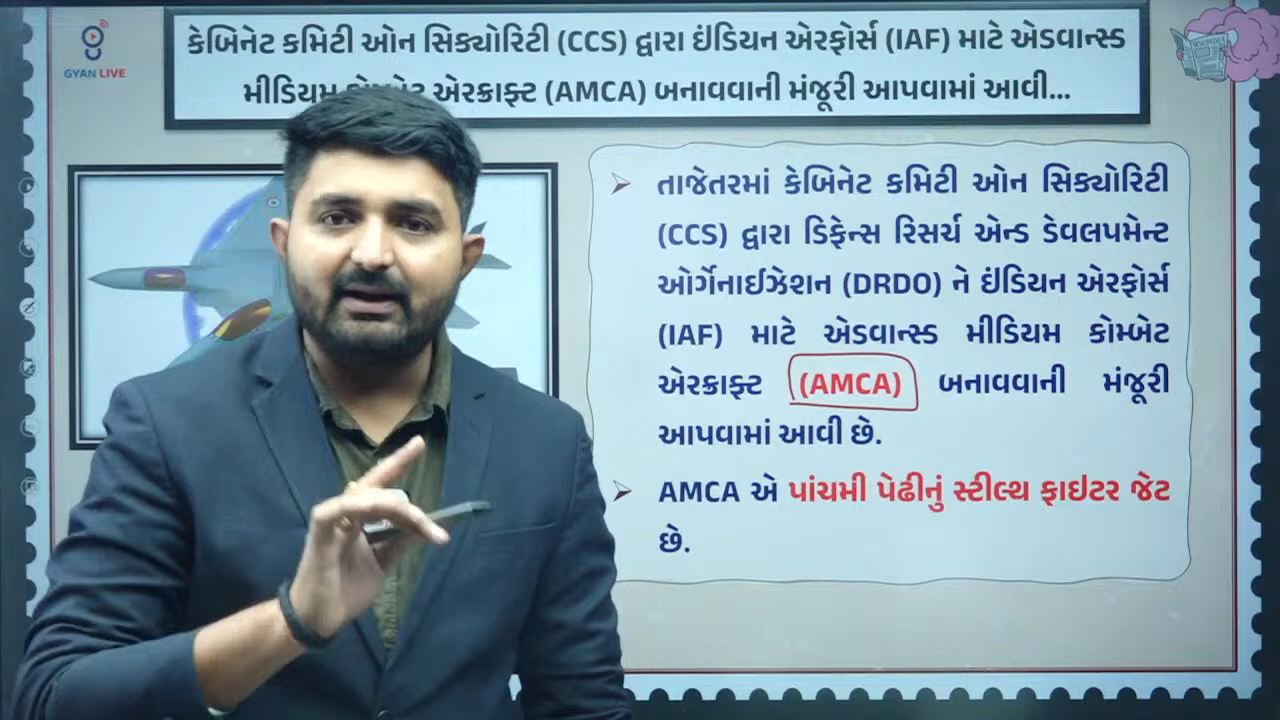 કેબિનેટ કમિટી ઓન સિક્યોરિટી (CCS) દ્વારા ઇંડિયન એરફોર્સ (IAF) માટે એડવાન્સ્ડ
મીડિયમ કોમ્બેટ એરક્રાફ્ટ (AMCA) બનાવવાની મંજૂરી આપવામાં આવી...
GYAN LIVE
તાજેતરમાં કેબિનેટ કમિટી ઓન સિક્યોરિટી
(CCS) દ્વારા ડિફેન્સ રિસર્ચ એન્ડ ડેવલપમેન્ટ
ઓર્ગેનાઈઝેશન (DRDO) ને ઇંડિયન એરફોર્સ
(IAF) માટે એડવાન્સ્ડ મીડિયમ કોમ્બેટ
એરક્રાફ્ટ (AMCA) બનાવવાની મંજૂરી
આપવામાં આવી છે.
AMCA એ પાંચમી પેઢીનું સ્ટીલ્થ ફાઇટર જેટ
છે.